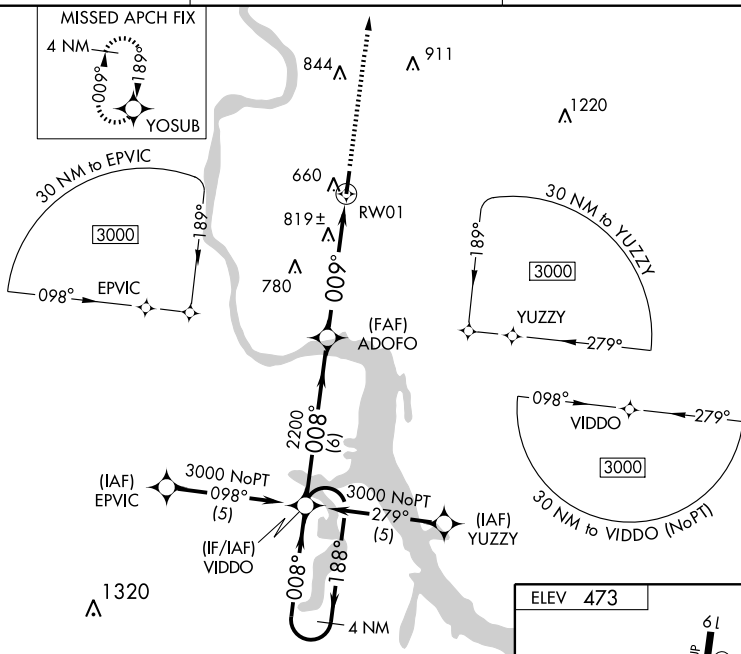 MISSED APCH FIX
4 NM
009°
189°
YOSUB
844
911
1220
30 NM to EPVIC
3000
189°
098°
EPVIC
660
RW01
819±
780
009°
30 NM to YUZZY
189°
3000
YUZZY
279°
(FAF)
ADOFO
098°
279°
VIDDO
3000
30 NM to VIDDO (NoPT)
2200
008°
(6)
(IAF)
EPVIC
3000 NoPT
098°
(5)
3000 NoPT
279°
(5)
(IAF)
YUZZY
(IF/IAF)
VIDDO
008°
188°
4 NM
1320
ELEV 473
19
UP